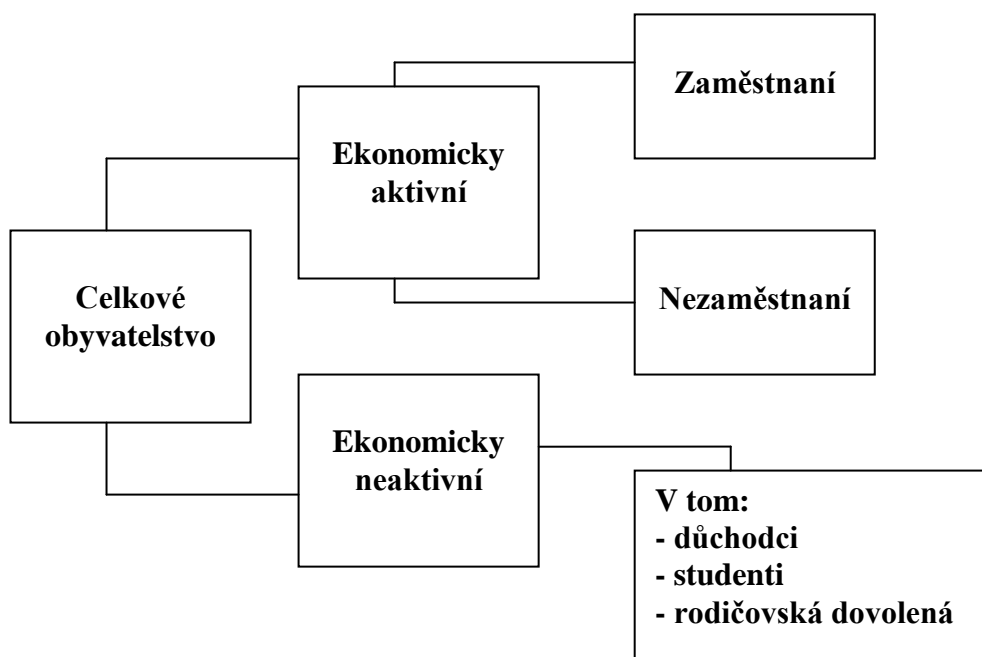 Celkové
obyvatelstvo
Ekonomicky
aktivní
Zaměstnaní
Nezaměstnaní
Ekonomicky
neaktivní
V tom:
- důchodci
- studenti
- rodičovská dovolená